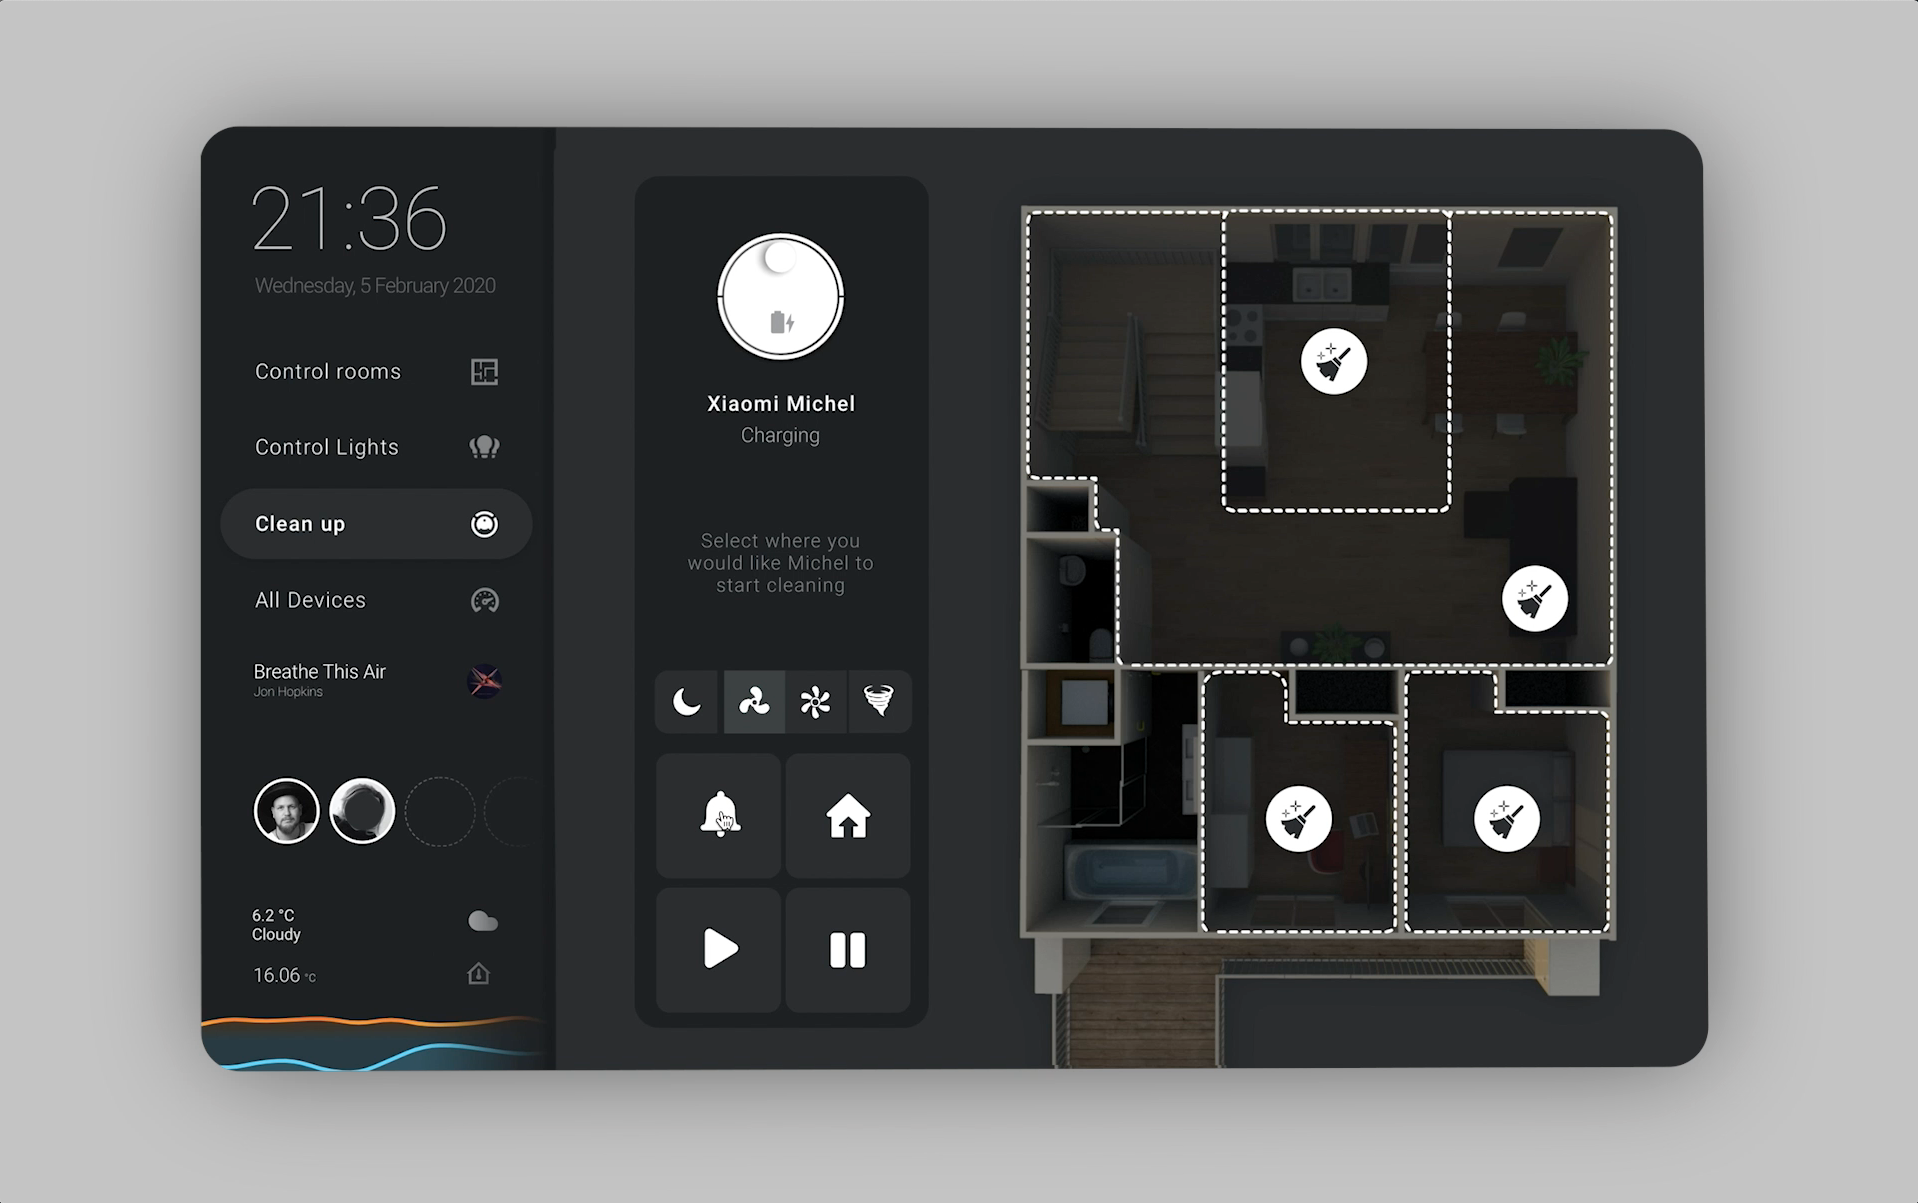 21:36
Wednesday, 5 February 2020
Control rooms
Control Lights
Clean up
All Devices
Breathe This Air
Jon Hopkins
6.2 °C
Cloudy
16.06 °C
Xiaomi Michel
Charging
Select where you
would like Michel to
start cleaning